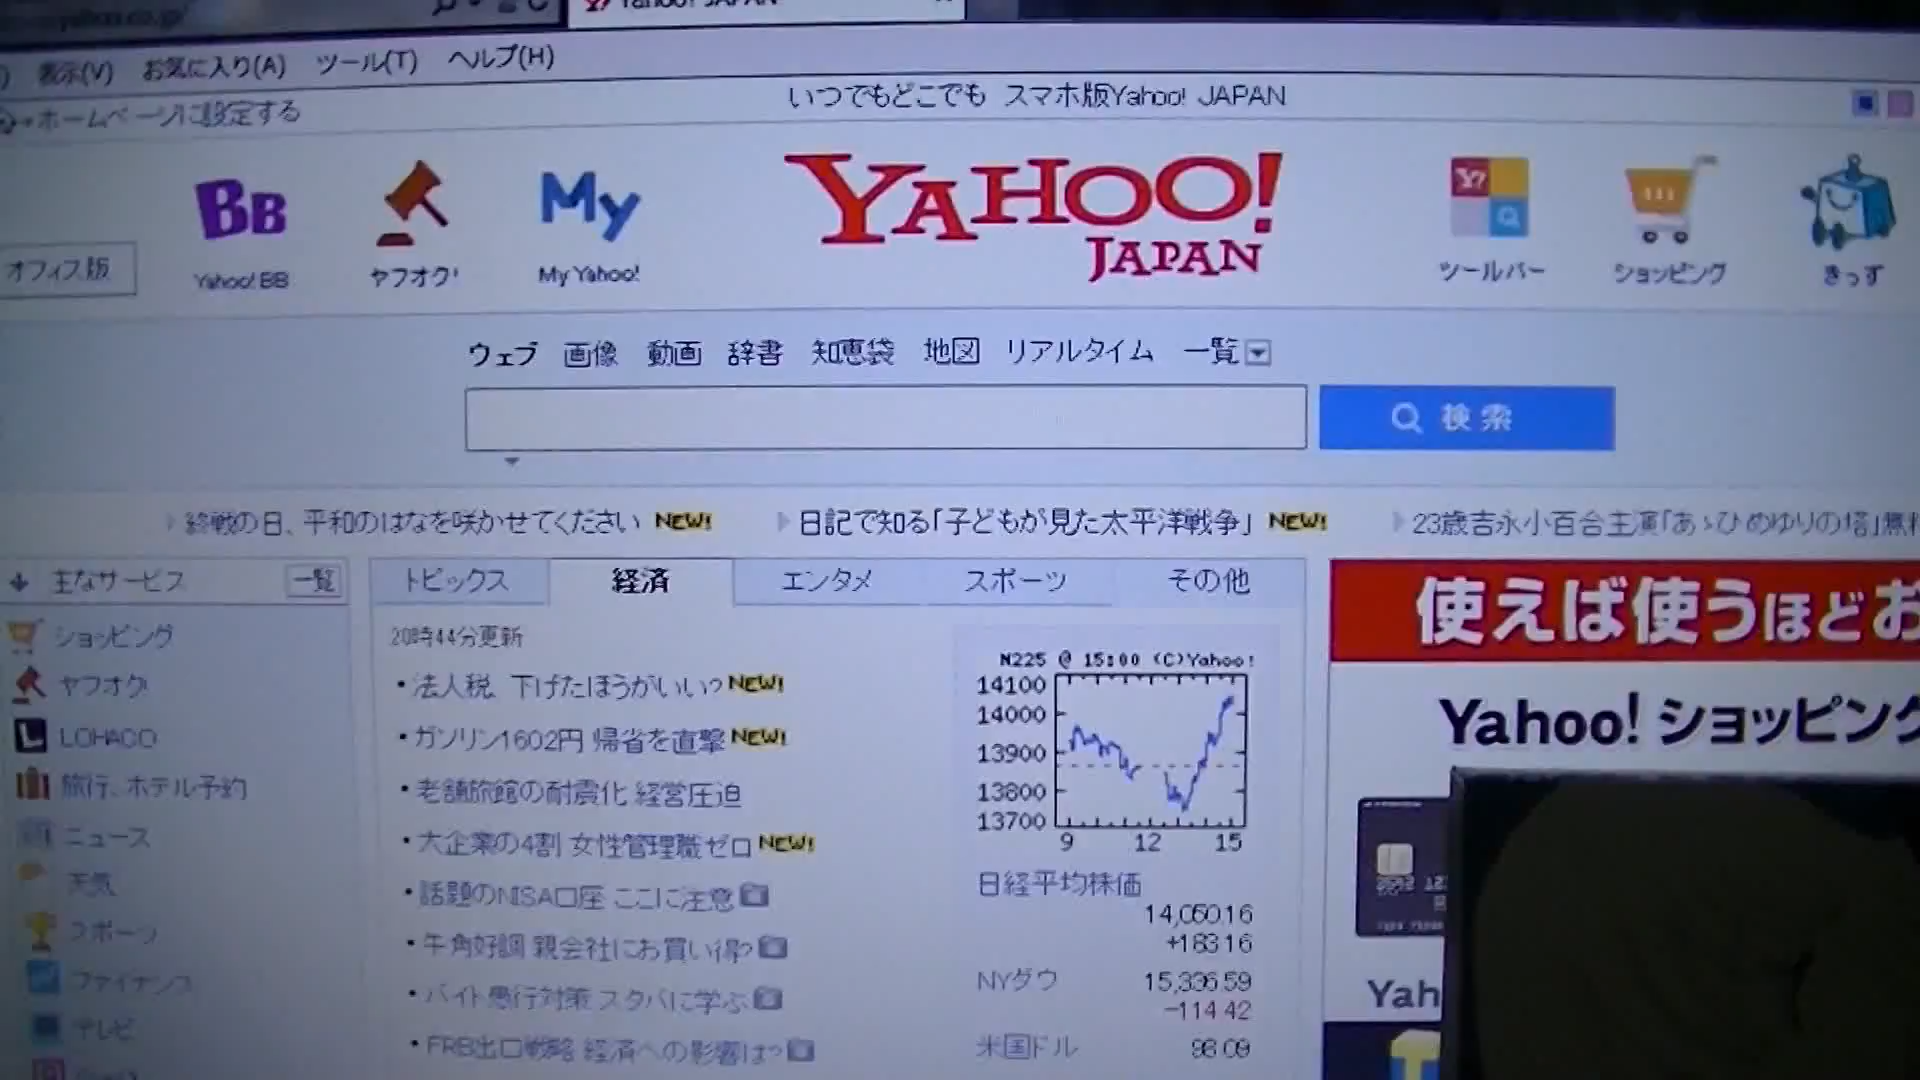 Yahoo! JAPAN
表示(V) お気に入り(A) ツール(T) ヘルプ(H)
ホームページに設定する
いつでもどこでも スマホ版Yahoo! JAPAN
BB
My
YAHOO!
JAPAN
Y!
オフィス版
Yahoo! BB
ヤフオク!
My Yahoo!
ツールバー
ショッピング
きっず
ウェブ 画像 動画 辞書 知恵袋 地図 リアルタイム 一覧
検索
終戦の日、平和のはなを咲かせてください NEW!
日記で知る「子どもが見た太平洋戦争」 NEW!
23歳吉永小百合主演「あゝひめゆりの塔」無料
主なサービス 一覧
ショッピング
ヤフオク!
LOHACO
旅行、ホテル予約
ニュース
天気
スポーツ
ファイナンス
テレビ
トピックス 経済 エンタメ スポーツ その他
20時44分更新
・法人税 下げたほうがいい? NEW!
・ガソリン160.2円 帰省を直撃 NEW!
・老舗旅館の耐震化 経営圧迫
・大企業の4割 女性管理職ゼロ NEW!
・話題のNISA口座 ここに注意
・牛角好調 親会社にお買い得?
・バイト愚行対策 スタバに学ぶ
・FRB出口戦略 経済への影響は?
N225 @ 15:00 (C)Yahoo!
14100
14000
13900
13800
13700
9 12 15
日経平均株価
14,050.16
+183.16
NYダウ 15,336.59
-114.42
米国ドル 98.09
使えば使うほどお
Yahoo! ショッピング
Yah